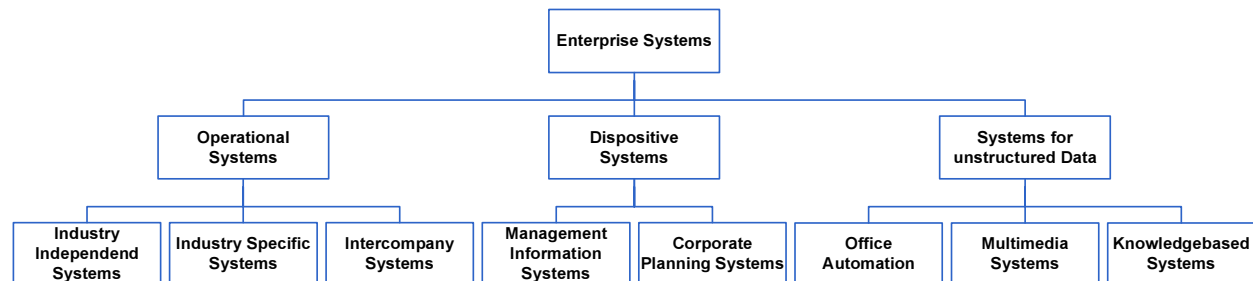 Enterprise Systems
Operational
Systems
Dispositive
Systems
Systems for
unstructured Data
Industry
Independend
Systems
Industry Specific
Systems
Intercompany
Systems
Management
Information
Systems
Corporate
Planning Systems
Office
Automation
Multimedia
Systems
Knowledgebased
Systems